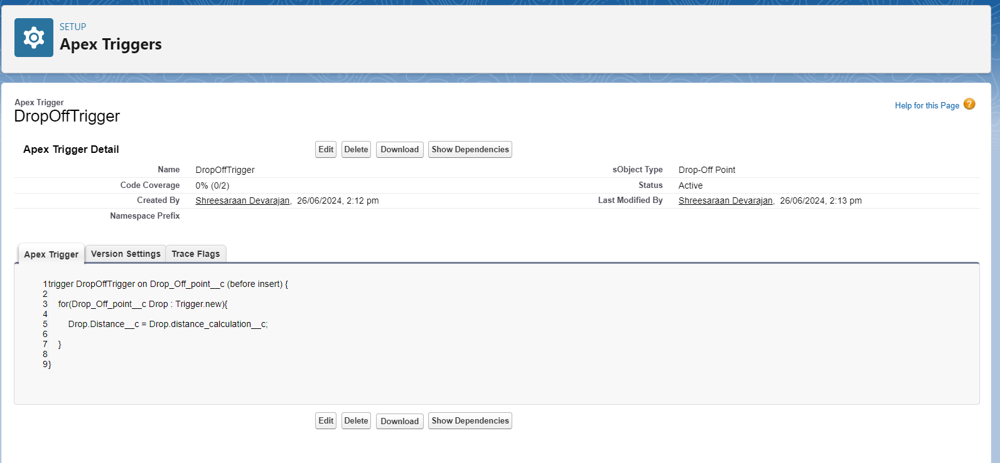 SETUP
Apex Triggers
Apex Trigger
DropOffTrigger
Help for this Page ?
Apex Trigger Detail
Edit Delete Download Show Dependencies
Name DropOffTrigger sObject Type Drop-Off Point
Code Coverage 0% (0/2) Status Active
Created By Shreesaraan Devarajan, 26/06/2024, 2:12 pm Last Modified By Shreesaraan Devarajan, 26/06/2024, 2:13 pm
Namespace Prefix
Apex Trigger Version Settings Trace Flags
1 trigger DropOffTrigger on Drop_Off_point__c (before insert) {
2
3 for(Drop_Off_point__c Drop : Trigger.new){
4
5 Drop.Distance__c = Drop.distance_calculation__c;
6
7 }
8
9 }
Edit Delete Download Show Dependencies